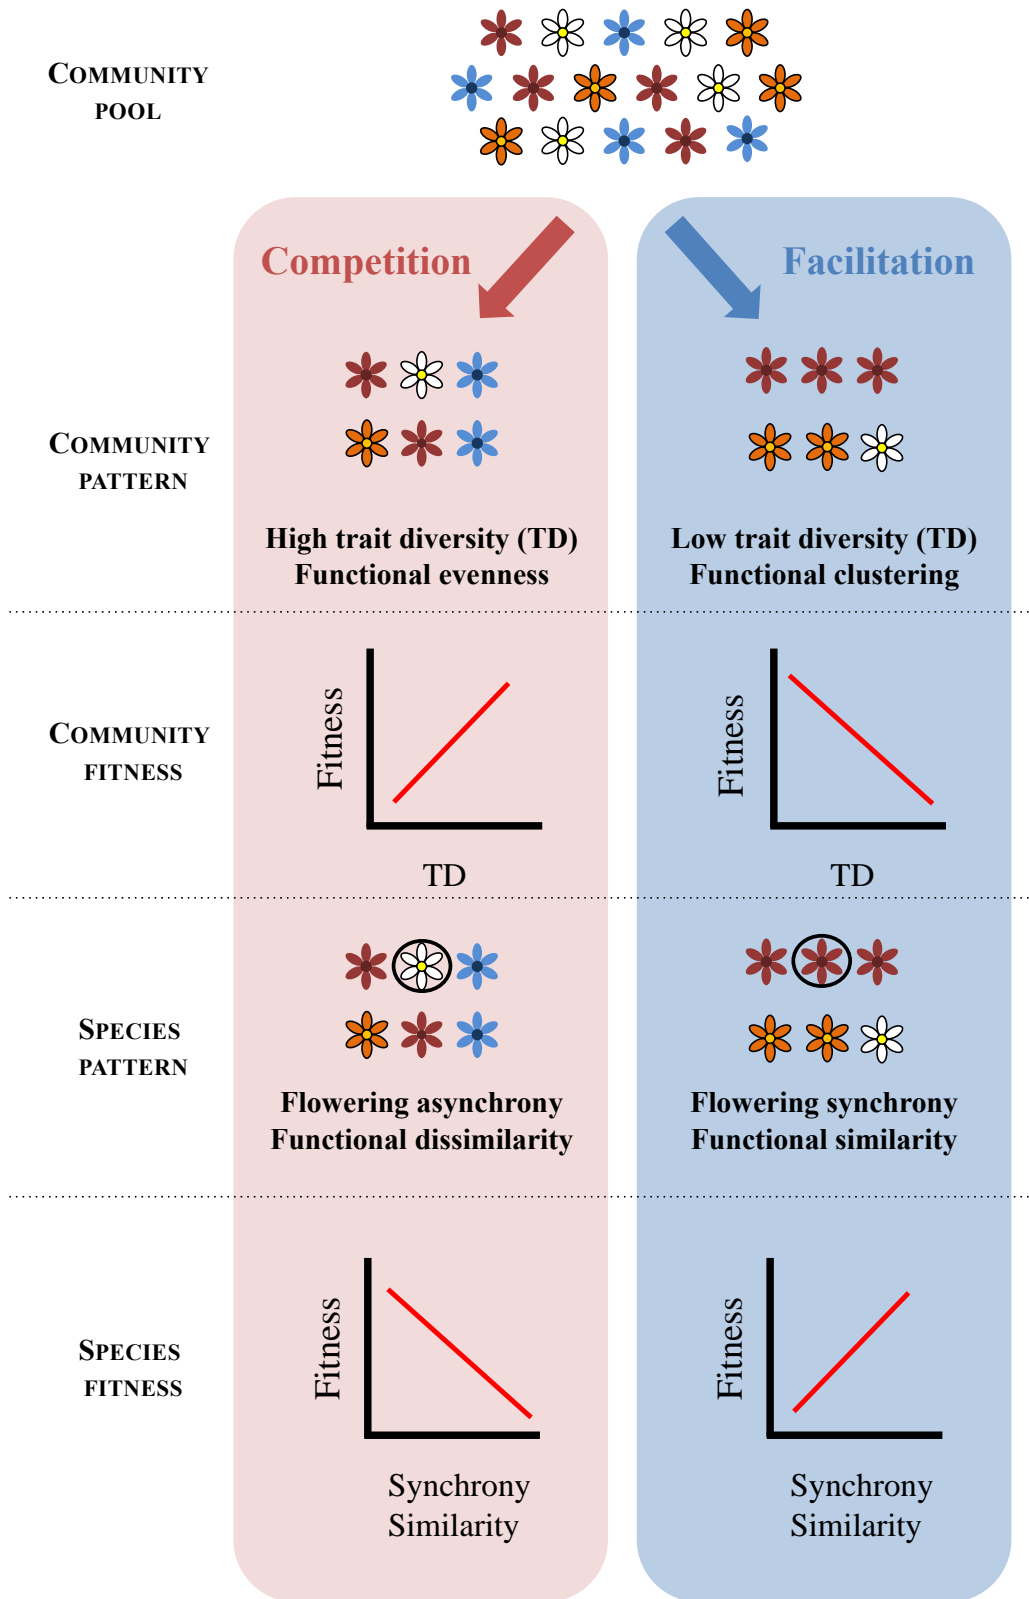 COMMUNITY
POOL
Competition
Facilitation
COMMUNITY
PATTERN
High trait diversity (TD)
Functional evenness
Low trait diversity (TD)
Functional clustering
COMMUNITY
FITNESS
Fitness
TD
Fitness
TD
SPECIES
PATTERN
Flowering asynchrony
Functional dissimilarity
Flowering synchrony
Functional similarity
SPECIES
FITNESS
Fitness
Synchrony
Similarity
Fitness
Synchrony
Similarity